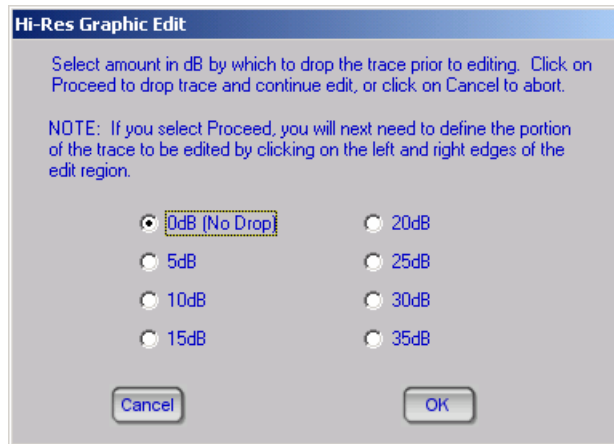 Hi-Res Graphic Edit
Select amount in dB by which to drop the trace prior to editing. Click on
Proceed to drop trace and continue edit, or click on Cancel to abort.
NOTE: If you select Proceed, you will next need to define the portion
of the trace to be edited by clicking on the left and right edges of the
edit region.
0dB (No Drop)
20dB
5dB
25dB
10dB
30dB
15dB
35dB
Cancel
OK